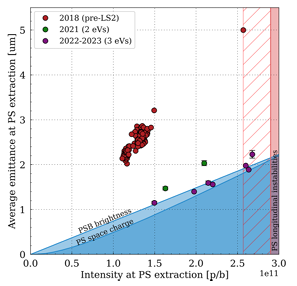 2018 (pre-LS2)
2021 (2 eVs)
2022-2023 (3 eVs)
Average emittance at PS extraction [um]
5
4
3
2
1
0
PSB brightness
PS space charge
PS longitudinal instabilities
0.0 0.5 1.0 1.5 2.0 2.5 3.0
1e11
Intensity at PS extraction [p/b]